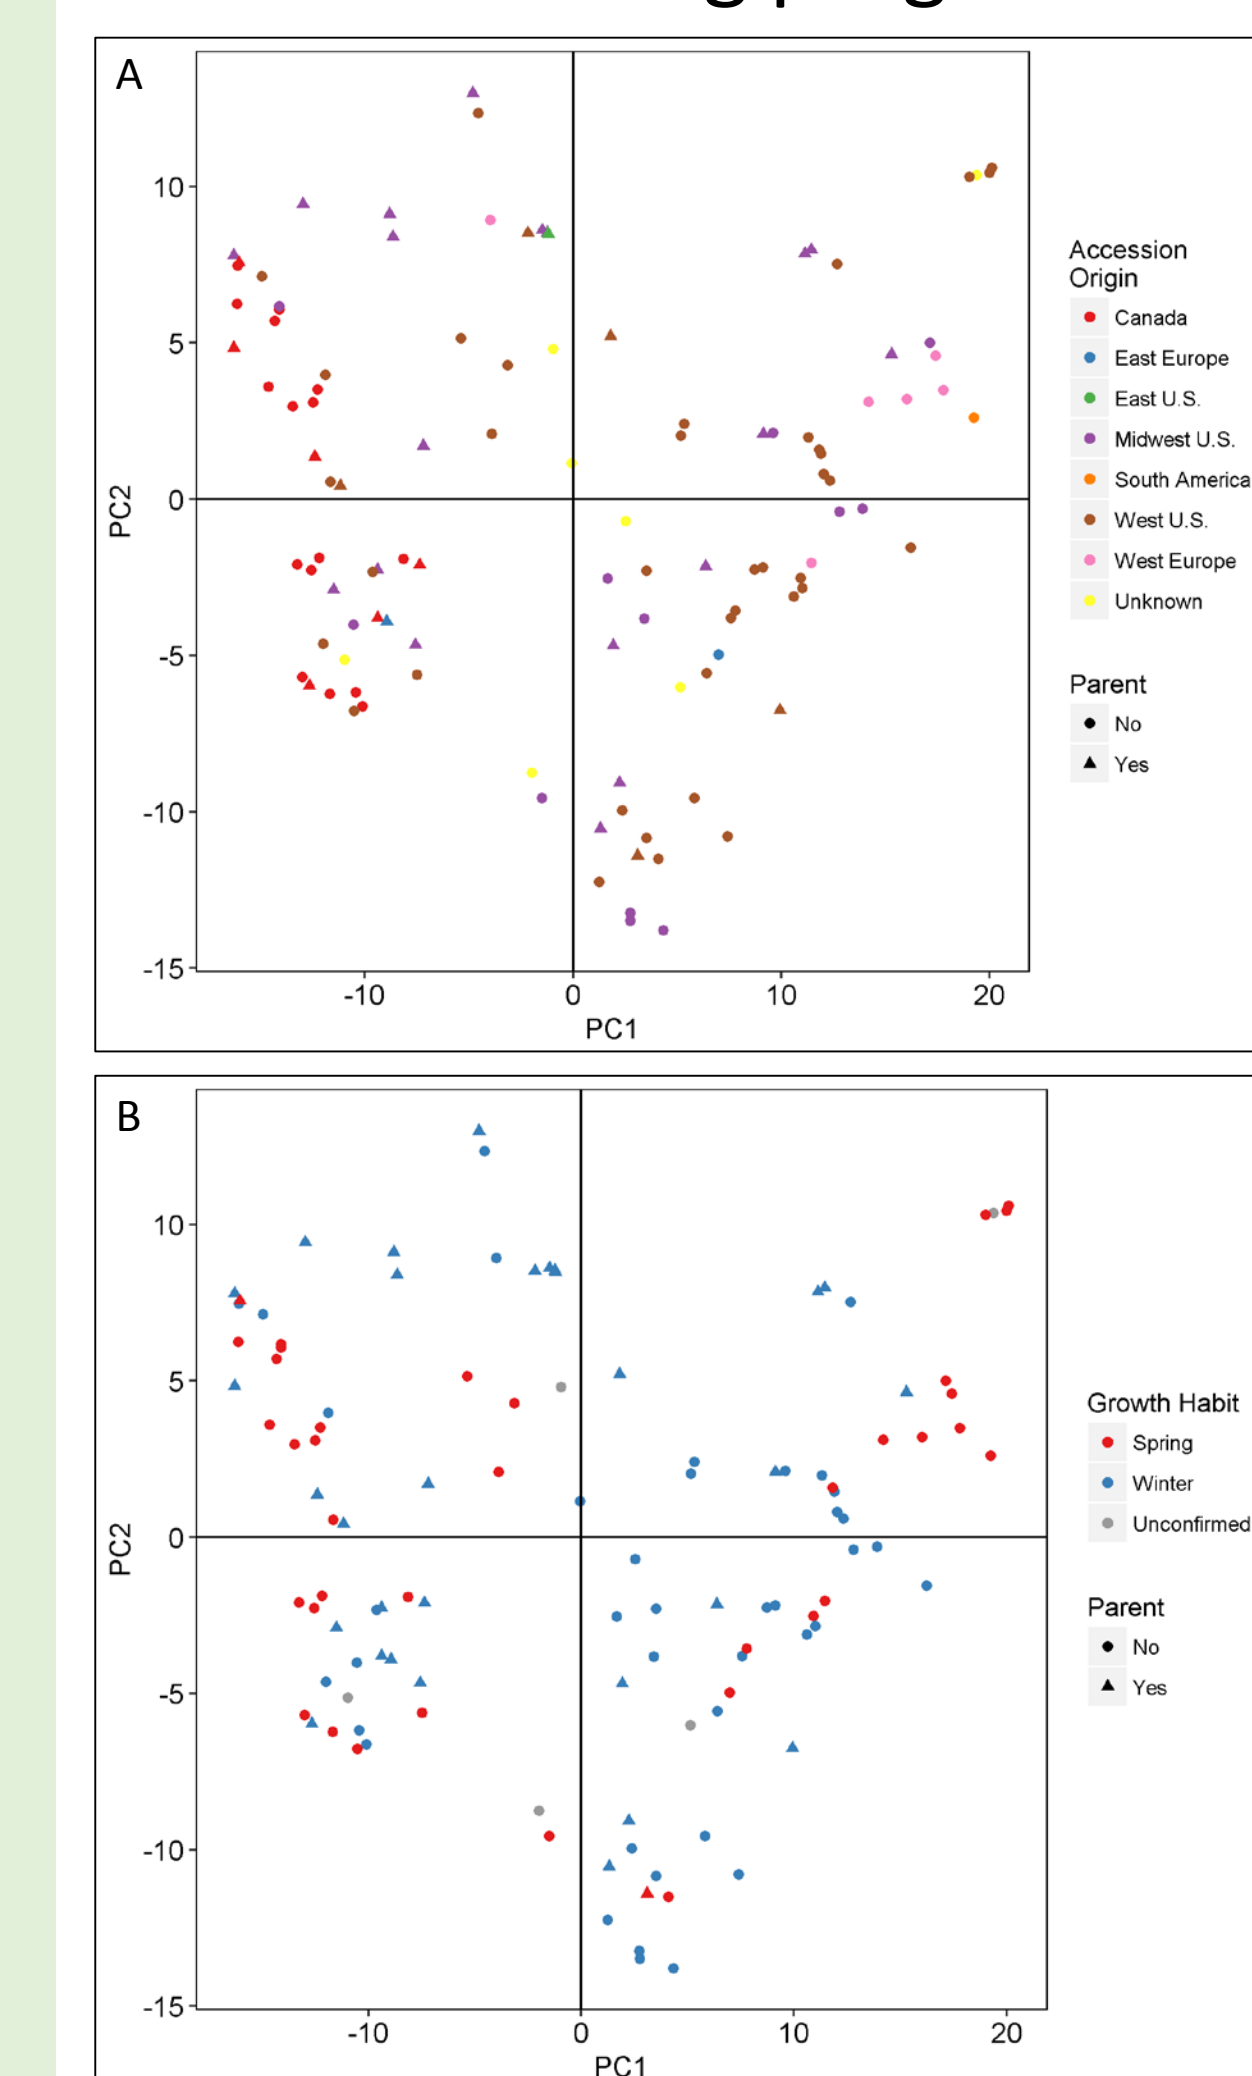 A
10
5
0
-5
-10
-15
PC2
-10
0
10
20
PC1
Accession
Origin
Canada
East Europe
East U.S.
Midwest U.S.
South America
West U.S.
West Europe
Unknown
Parent
No
Yes
B
10
5
0
-5
-10
-15
PC2
-10
0
10
20
PC1
Growth Habit
Spring
Winter
Unconfirmed
Parent
No
Yes